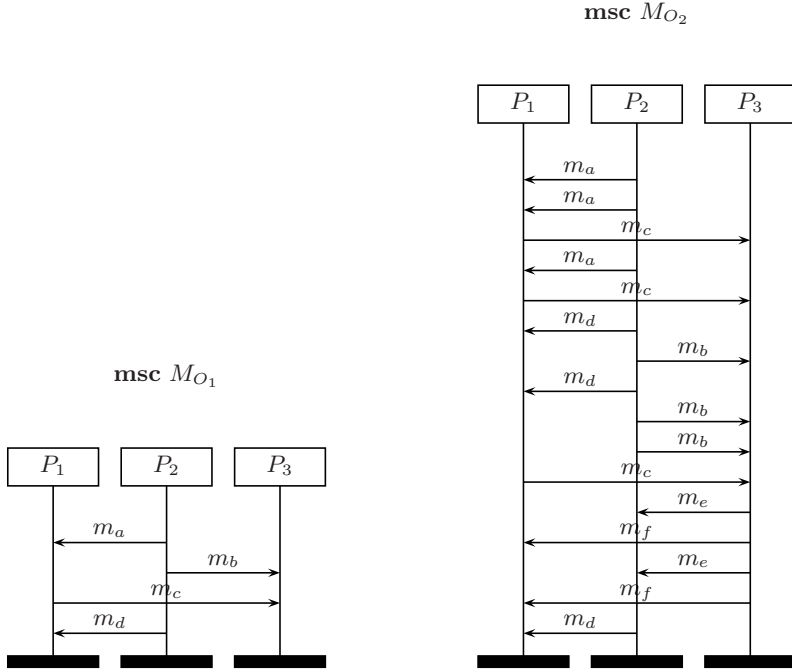 msc M_{O_2}
P_1 P_2 P_3
m_a
m_a
m_c
m_a
m_c
m_d
m_b
m_d
m_b
m_b
m_c
m_e
m_f
m_e
m_f
m_d
msc M_{O_1}
P_1 P_2 P_3
m_a
m_b
m_c
m_d